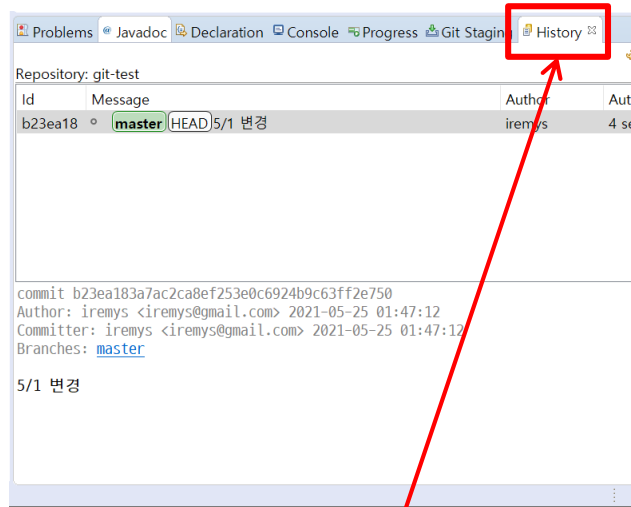 Problems @ Javadoc Declaration Console Progress Git Staging History
Repository: git-test
Id Message Author Aut
b23ea18 master HEAD 5/1 변경 iremys 4 se
commit b23ea183a7ac2ca8ef253e0c6924b9c63ff2e750
Author: iremys <iremys@gmail.com> 2021-05-25 01:47:12
Committer: iremys <iremys@gmail.com> 2021-05-25 01:47:12
Branches: master
5/1 변경